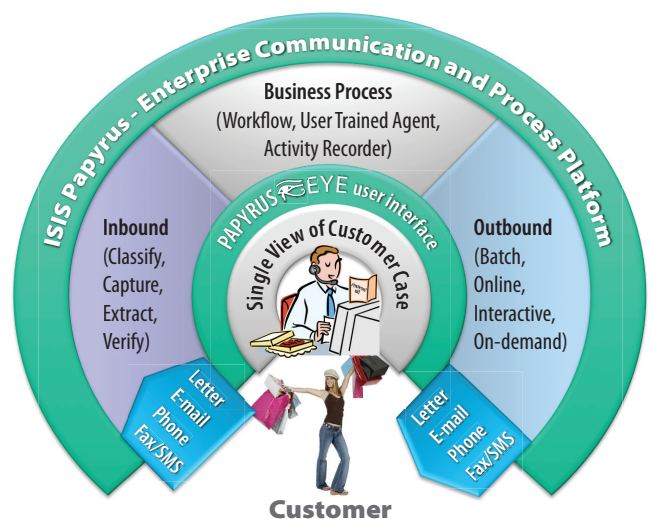 ISIS Papyrus - Enterprise Communication and Process Platform
Business Process
(Workflow, User Trained Agent,
Activity Recorder)
PAPYRUS EYE user interface
Single View of Customer Case
Inbound
(Classify,
Capture,
Extract,
Verify)
Outbound
(Batch,
Online,
Interactive,
On-demand)
Letter
E-mail
Phone
Fax/SMS
Letter
E-mail
Phone
Fax/SMS
Customer